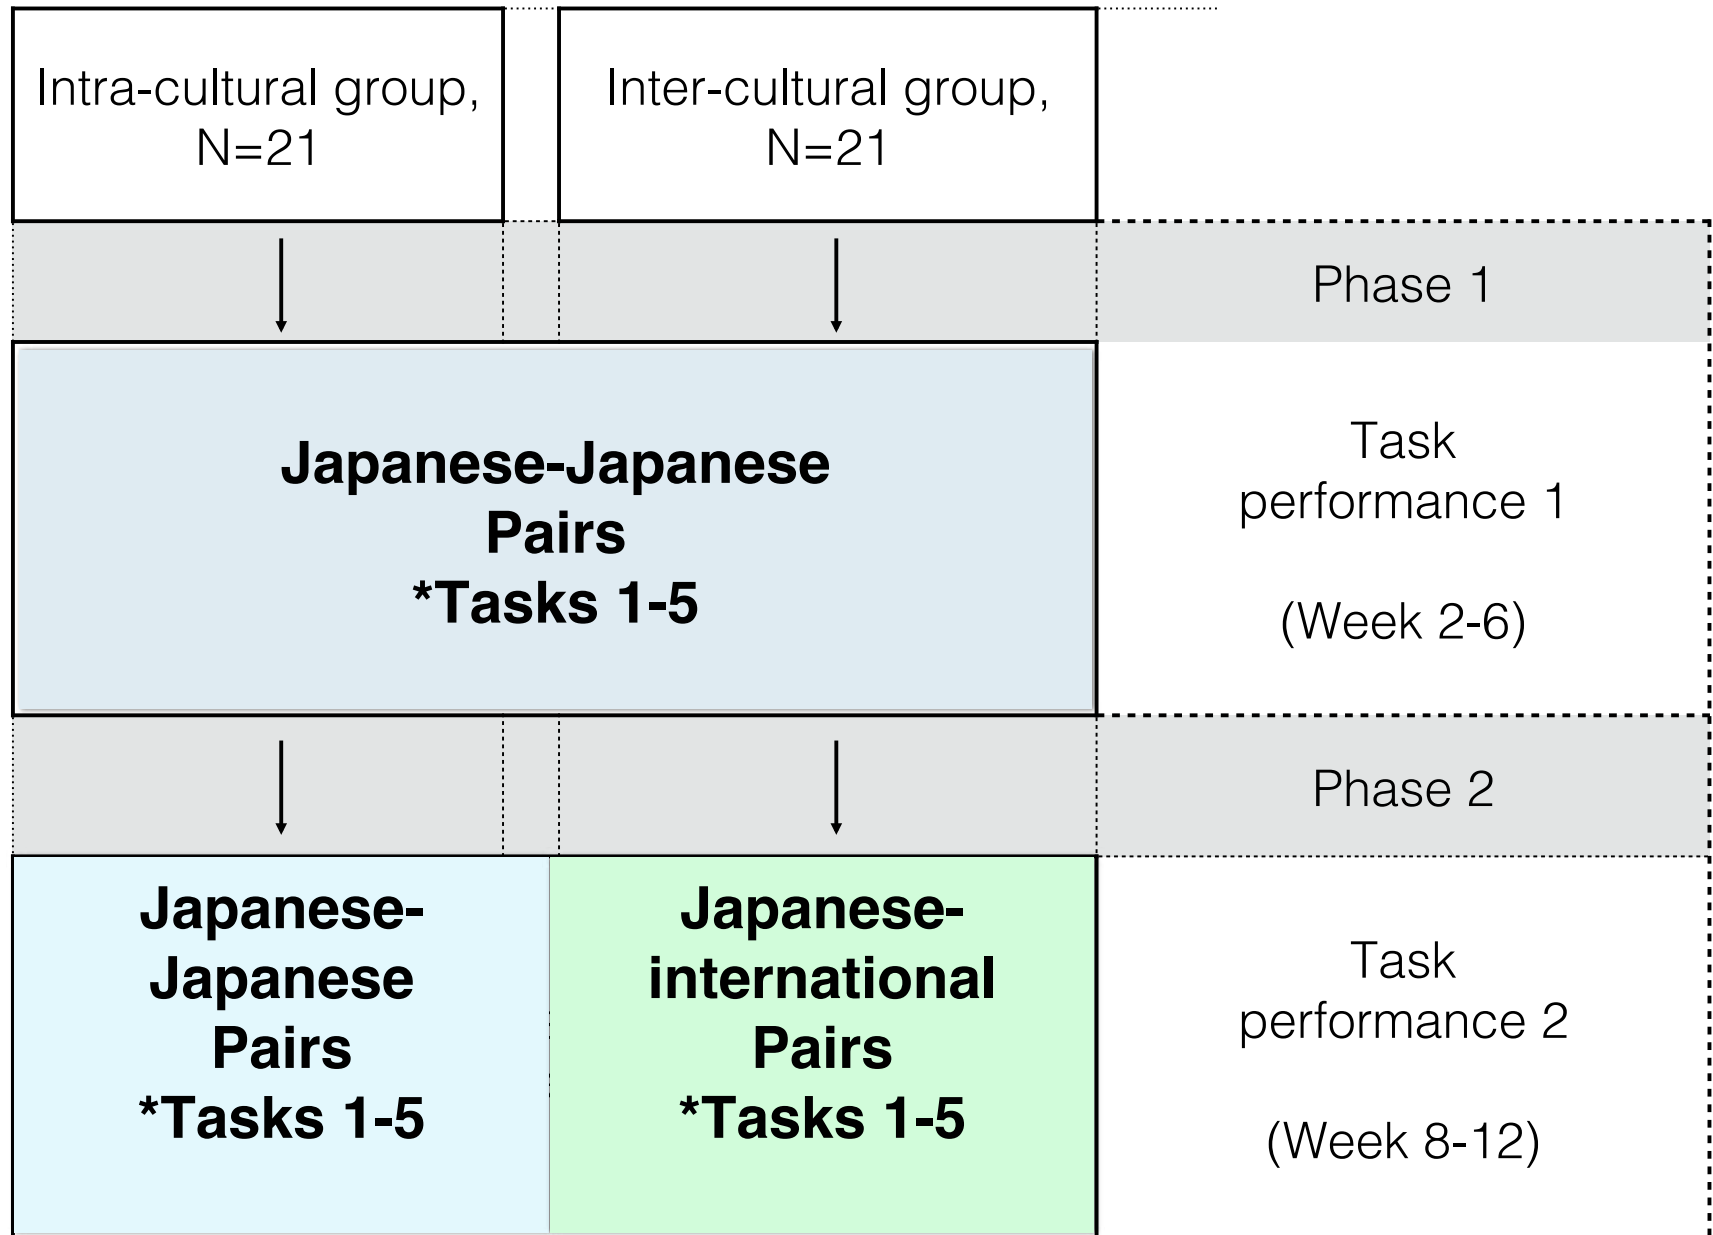 Intra-cultural group,
N=21
Inter-cultural group,
N=21
Phase 1
Japanese-Japanese
Pairs
*Tasks 1-5
Task
performance 1
(Week 2-6)
Phase 2
Japanese-
Japanese
Pairs
*Tasks 1-5
Japanese-
international
Pairs
*Tasks 1-5
Task
performance 2
(Week 8-12)